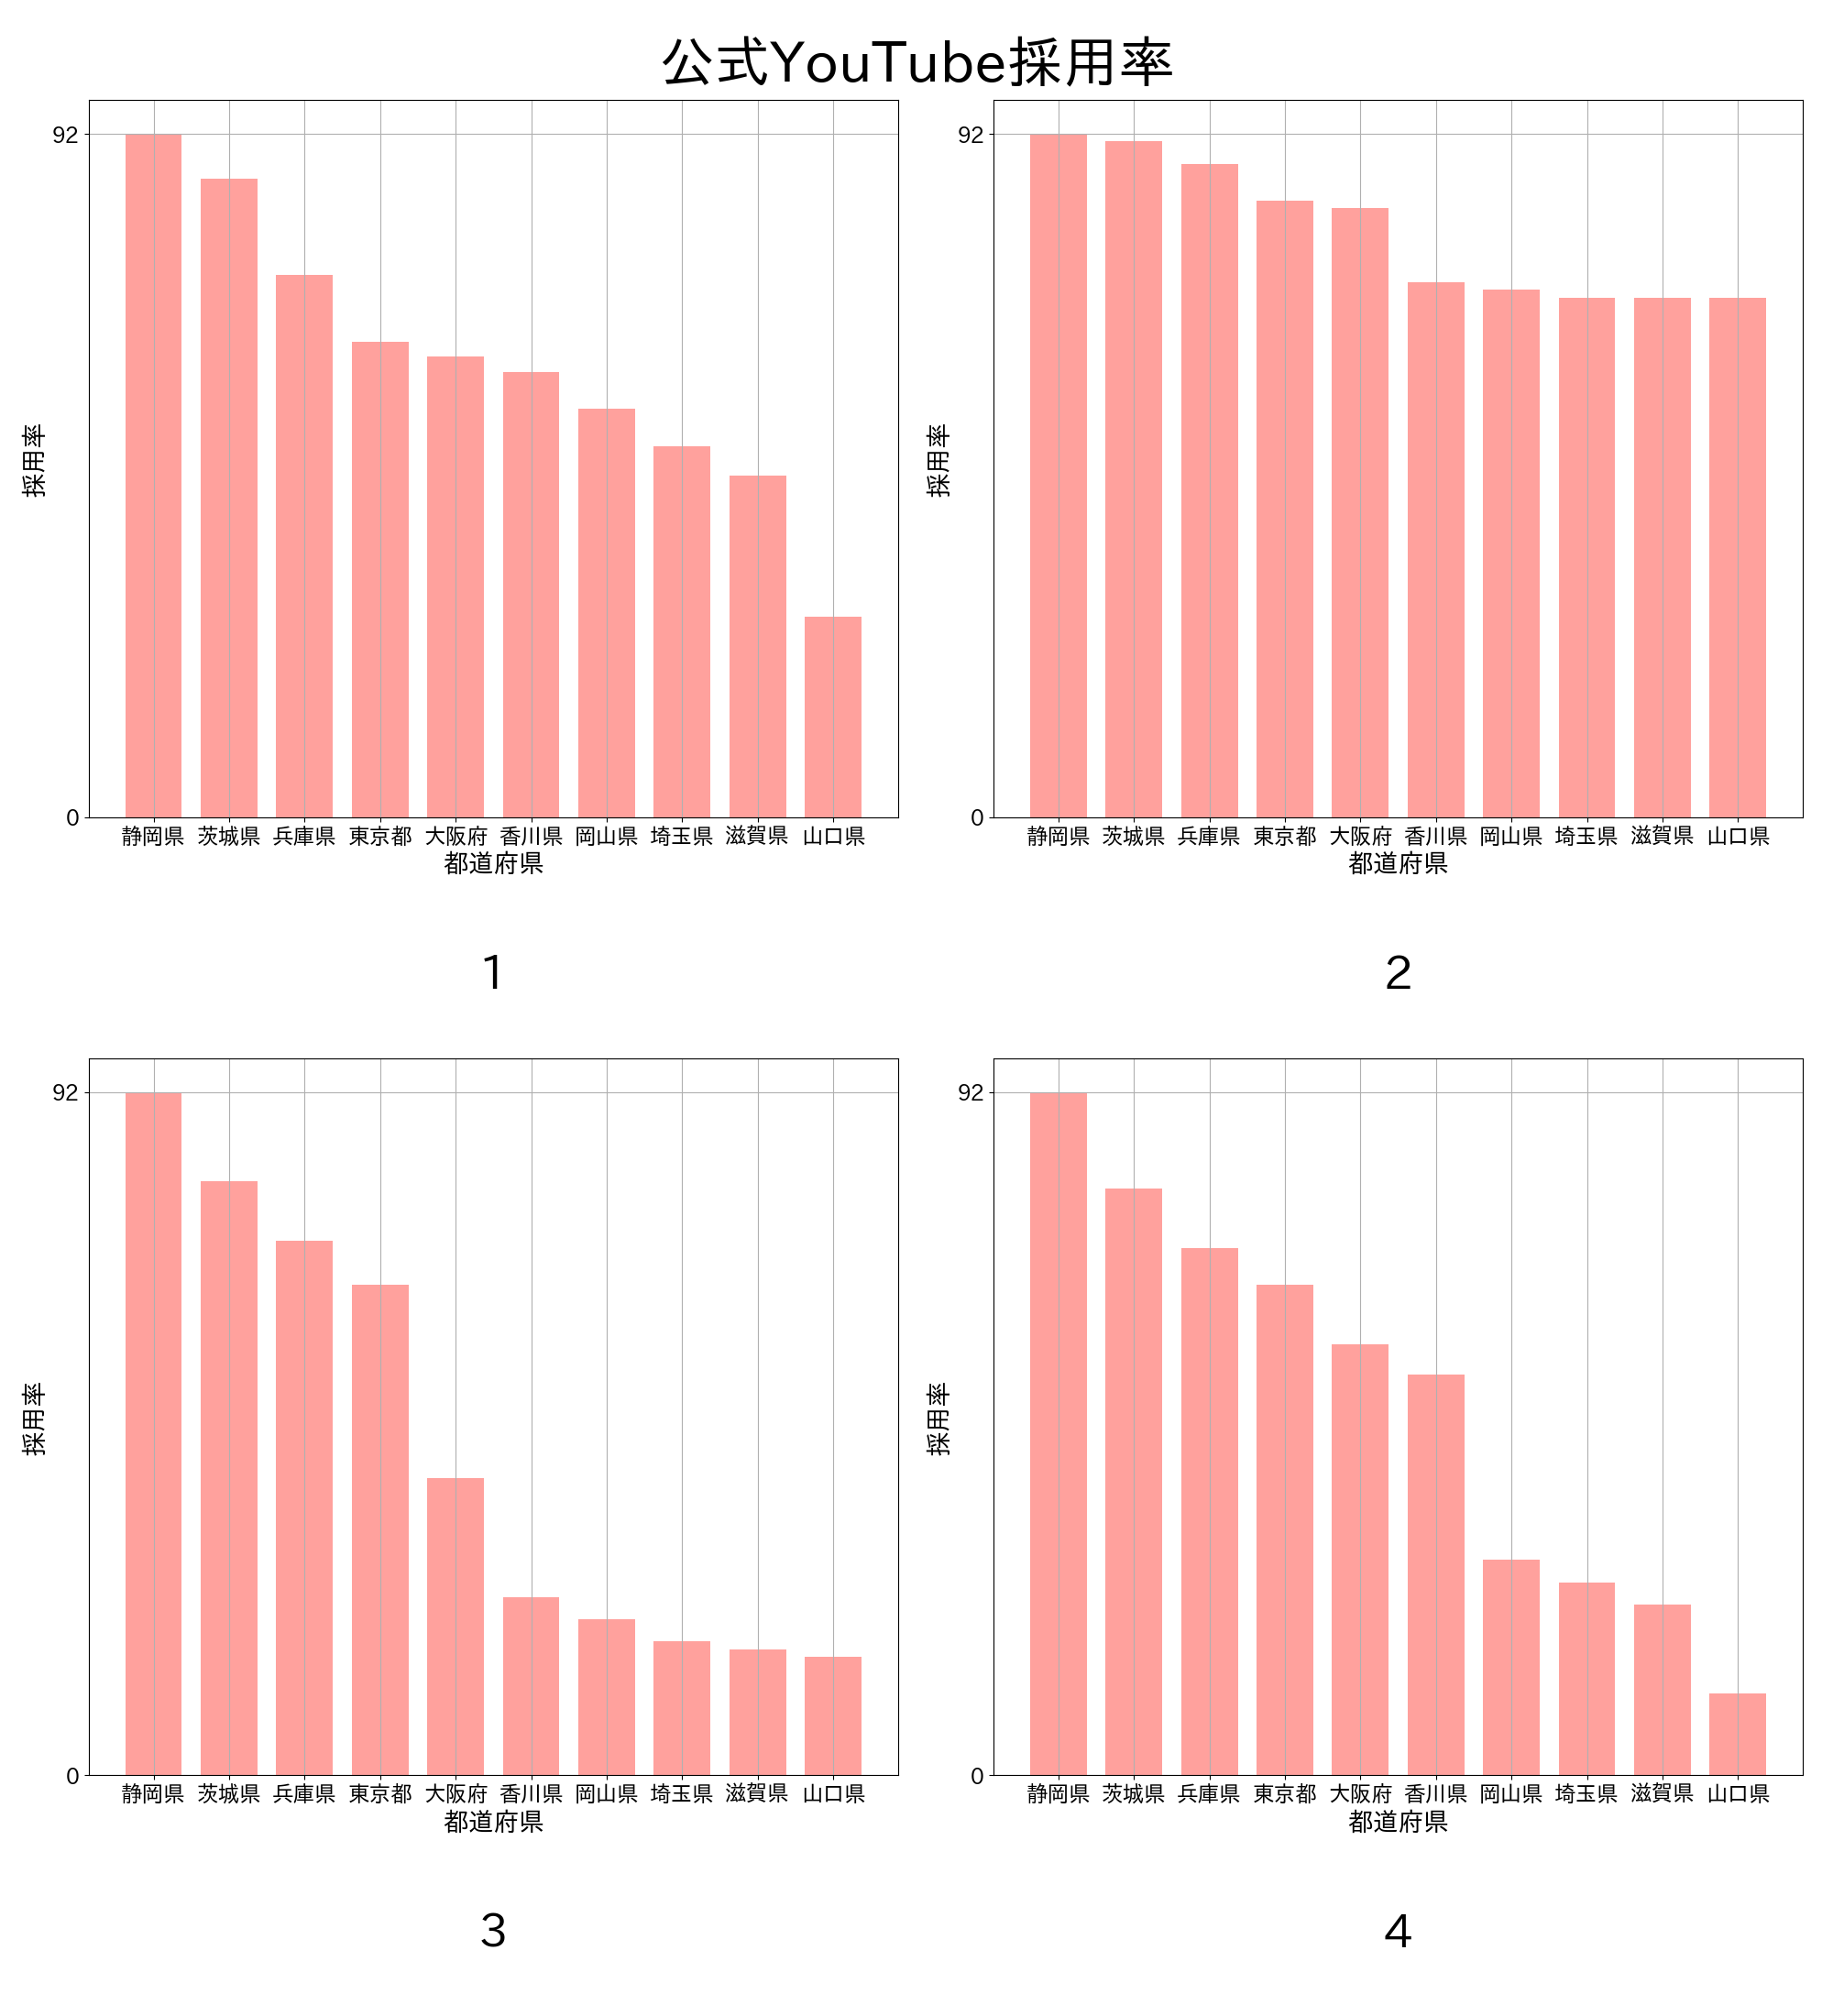 公式YouTube採用率
92
0
採用率
静岡県 茨城県 兵庫県 東京都 大阪府 香川県 岡山県 埼玉県 滋賀県 山口県
都道府県
1
92
0
採用率
静岡県 茨城県 兵庫県 東京都 大阪府 香川県 岡山県 埼玉県 滋賀県 山口県
都道府県
2
92
0
採用率
静岡県 茨城県 兵庫県 東京都 大阪府 香川県 岡山県 埼玉県 滋賀県 山口県
都道府県
3
92
0
採用率
静岡県 茨城県 兵庫県 東京都 大阪府 香川県 岡山県 埼玉県 滋賀県 山口県
都道府県
4